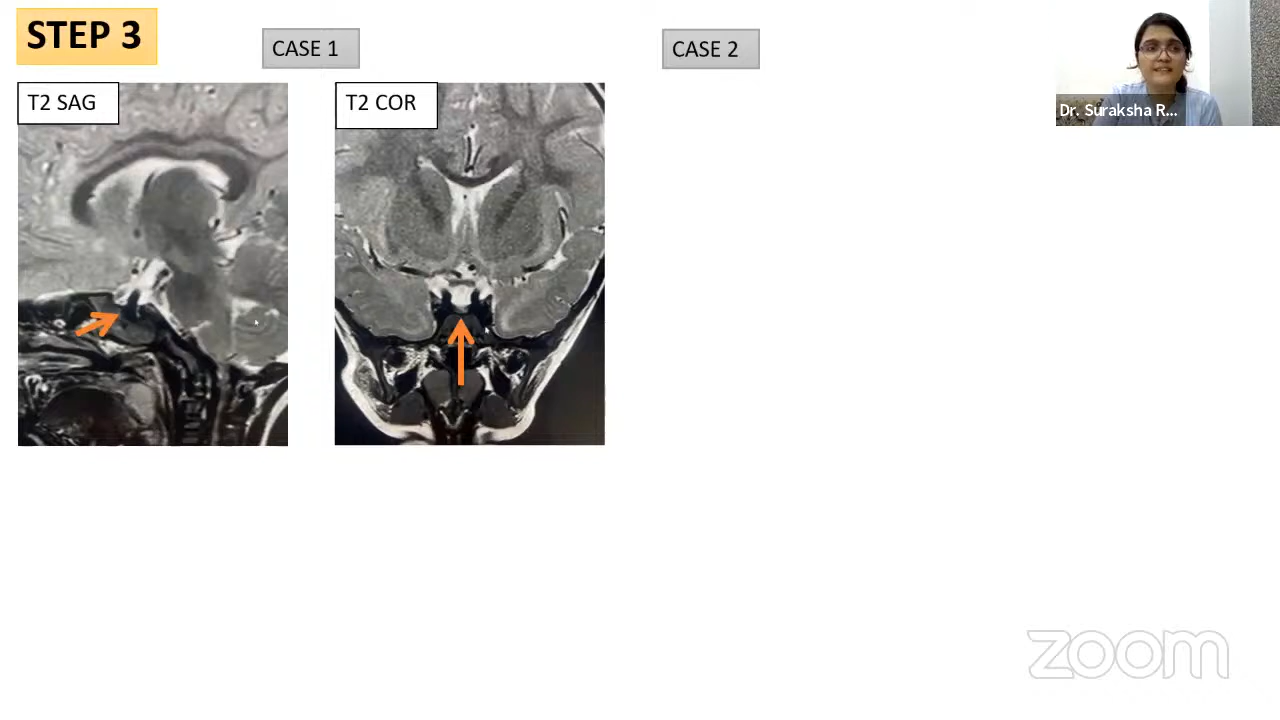 STEP 3
CASE 1
CASE 2
T2 SAG
T2 COR
Dr. Suraksha R...
zoom